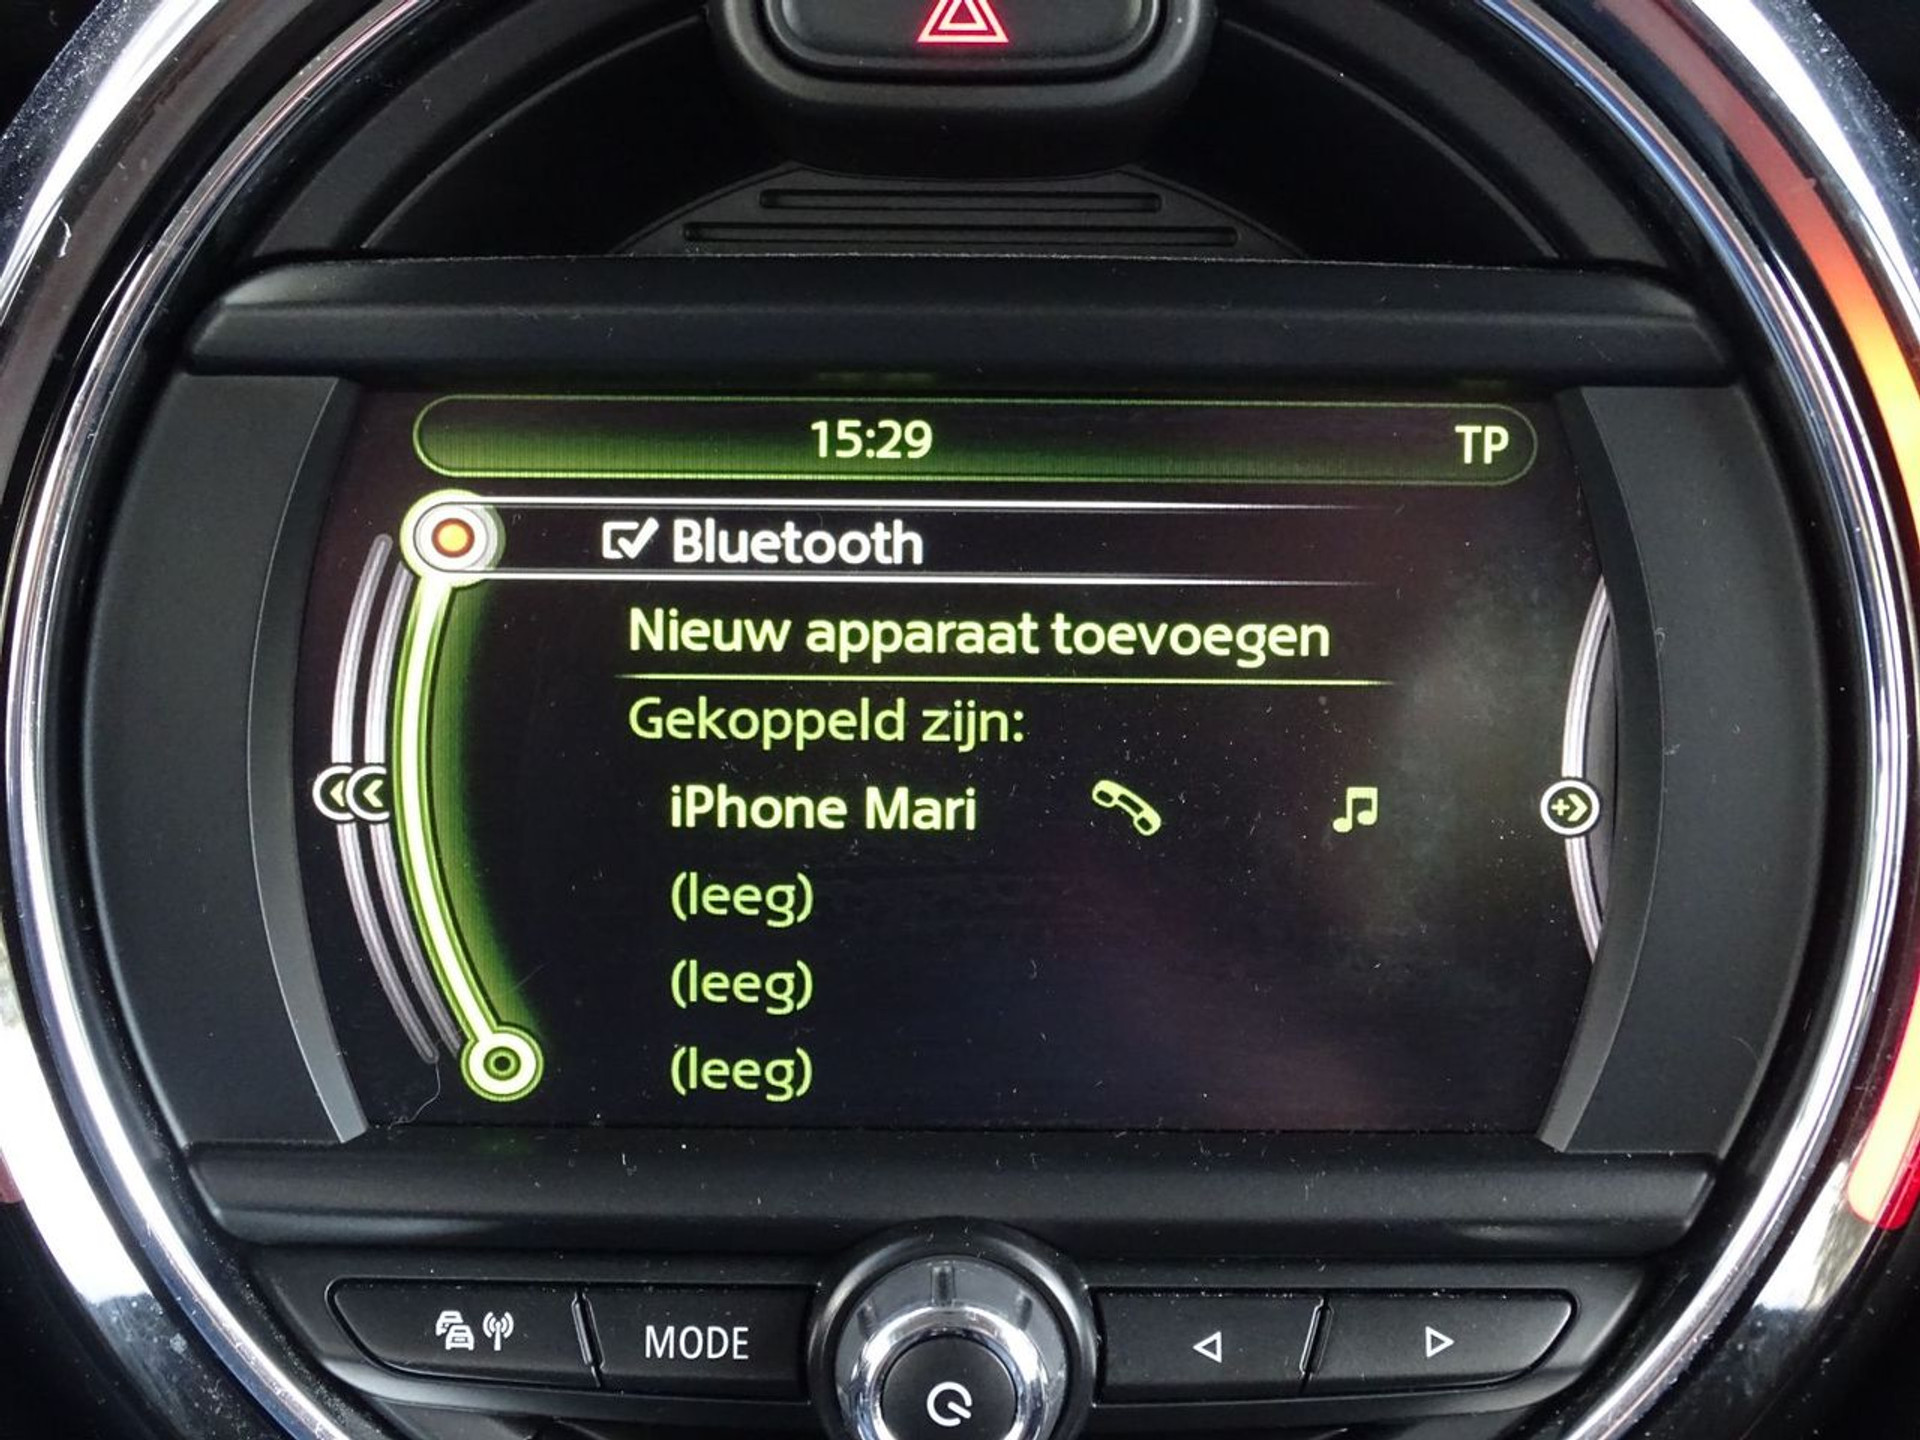 15:29 TP
Bluetooth
Nieuw apparaat toevoegen
Gekoppeld zijn:
iPhone Mari
(leeg)
(leeg)
(leeg)
MODE